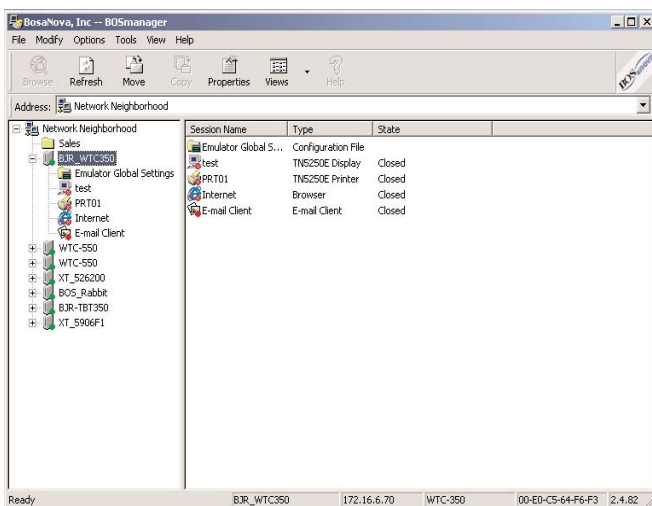 BosaNova, Inc -- BOSmanager
File Modify Options Tools View Help
Browse Refresh Move Copy Properties Views Help
BOSanova
Address: Network Neighborhood
Network Neighborhood
Sales
BJR_WTC350
Emulator Global Settings
test
PRT01
Internet
E-mail Client
WTC-550
WTC-550
XT_526200
BOS_Rabbit
BJR-TBT350
XT_5906F1
Session Name Type State
Emulator Global S... Configuration File
test TN5250E Display Closed
PRT01 TN5250E Printer Closed
Internet Browser Closed
E-mail Client E-mail Client Closed
Ready BJR_WTC350 172.16.6.70 WTC-350 00-E0-C5-64-F6-F3 2.4.82